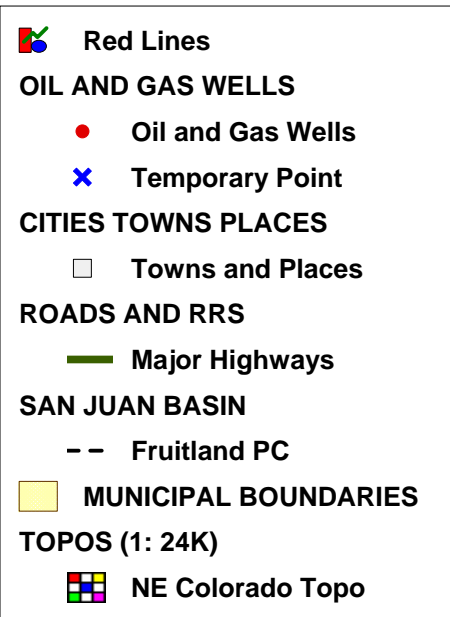 Red Lines
OIL AND GAS WELLS
Oil and Gas Wells
Temporary Point
CITIES TOWNS PLACES
Towns and Places
ROADS AND RRS
Major Highways
SAN JUAN BASIN
Fruitland PC
MUNICIPAL BOUNDARIES
TOPOS (1: 24K)
NE Colorado Topo